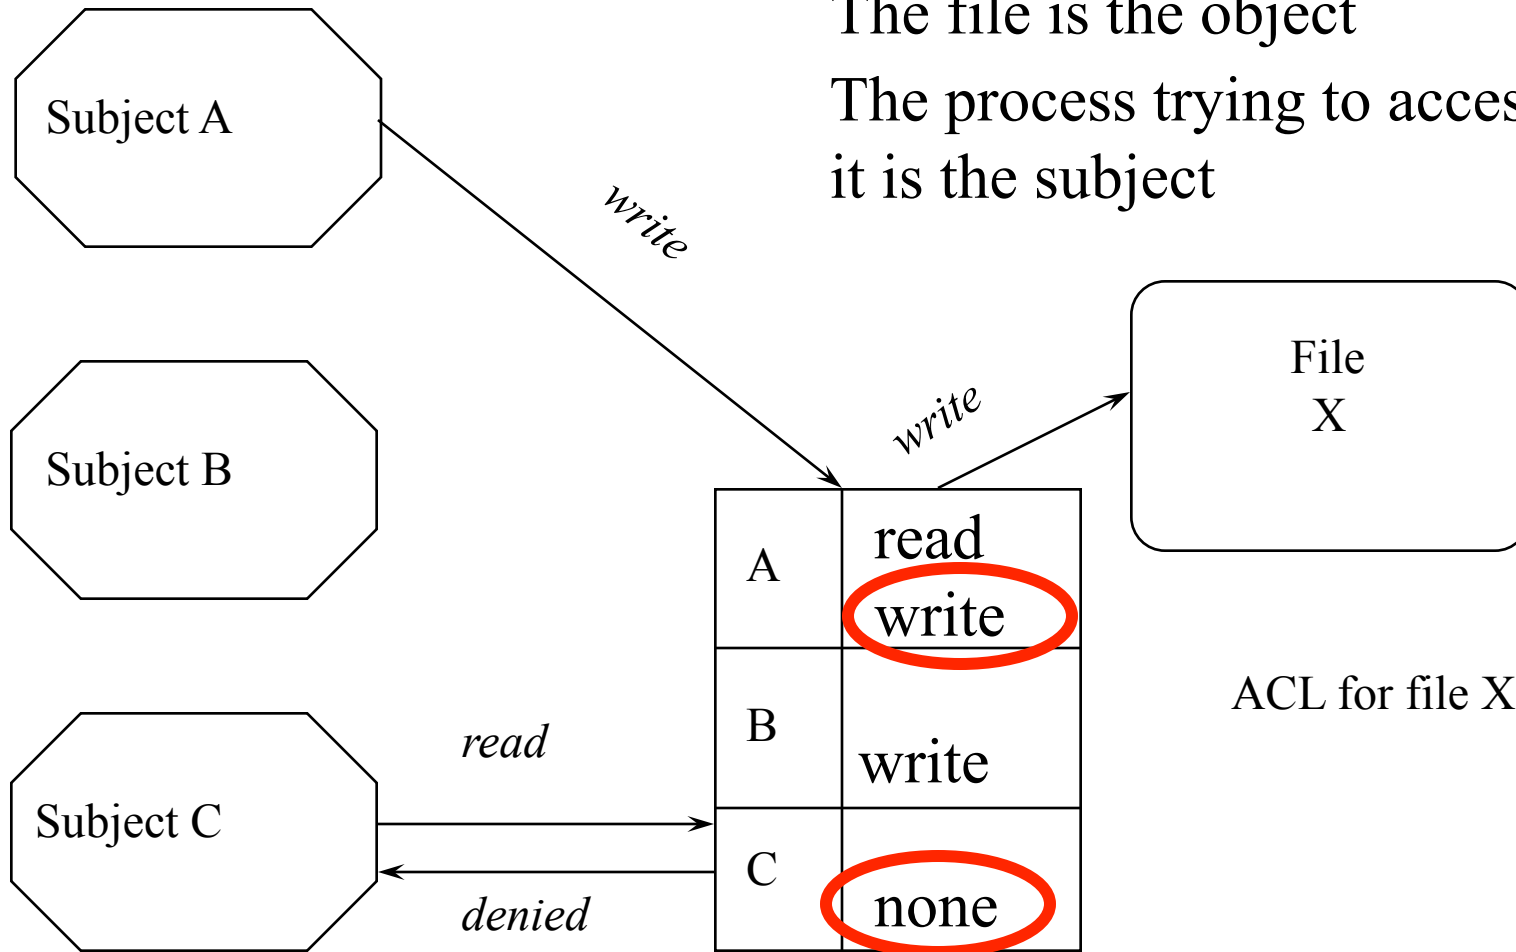 The file is the object
The process trying to acces
it is the subject
Subject A
write
Subject B
write
File
X
A
read
write
B
write
ACL for file X
Subject C
read
denied
C
none